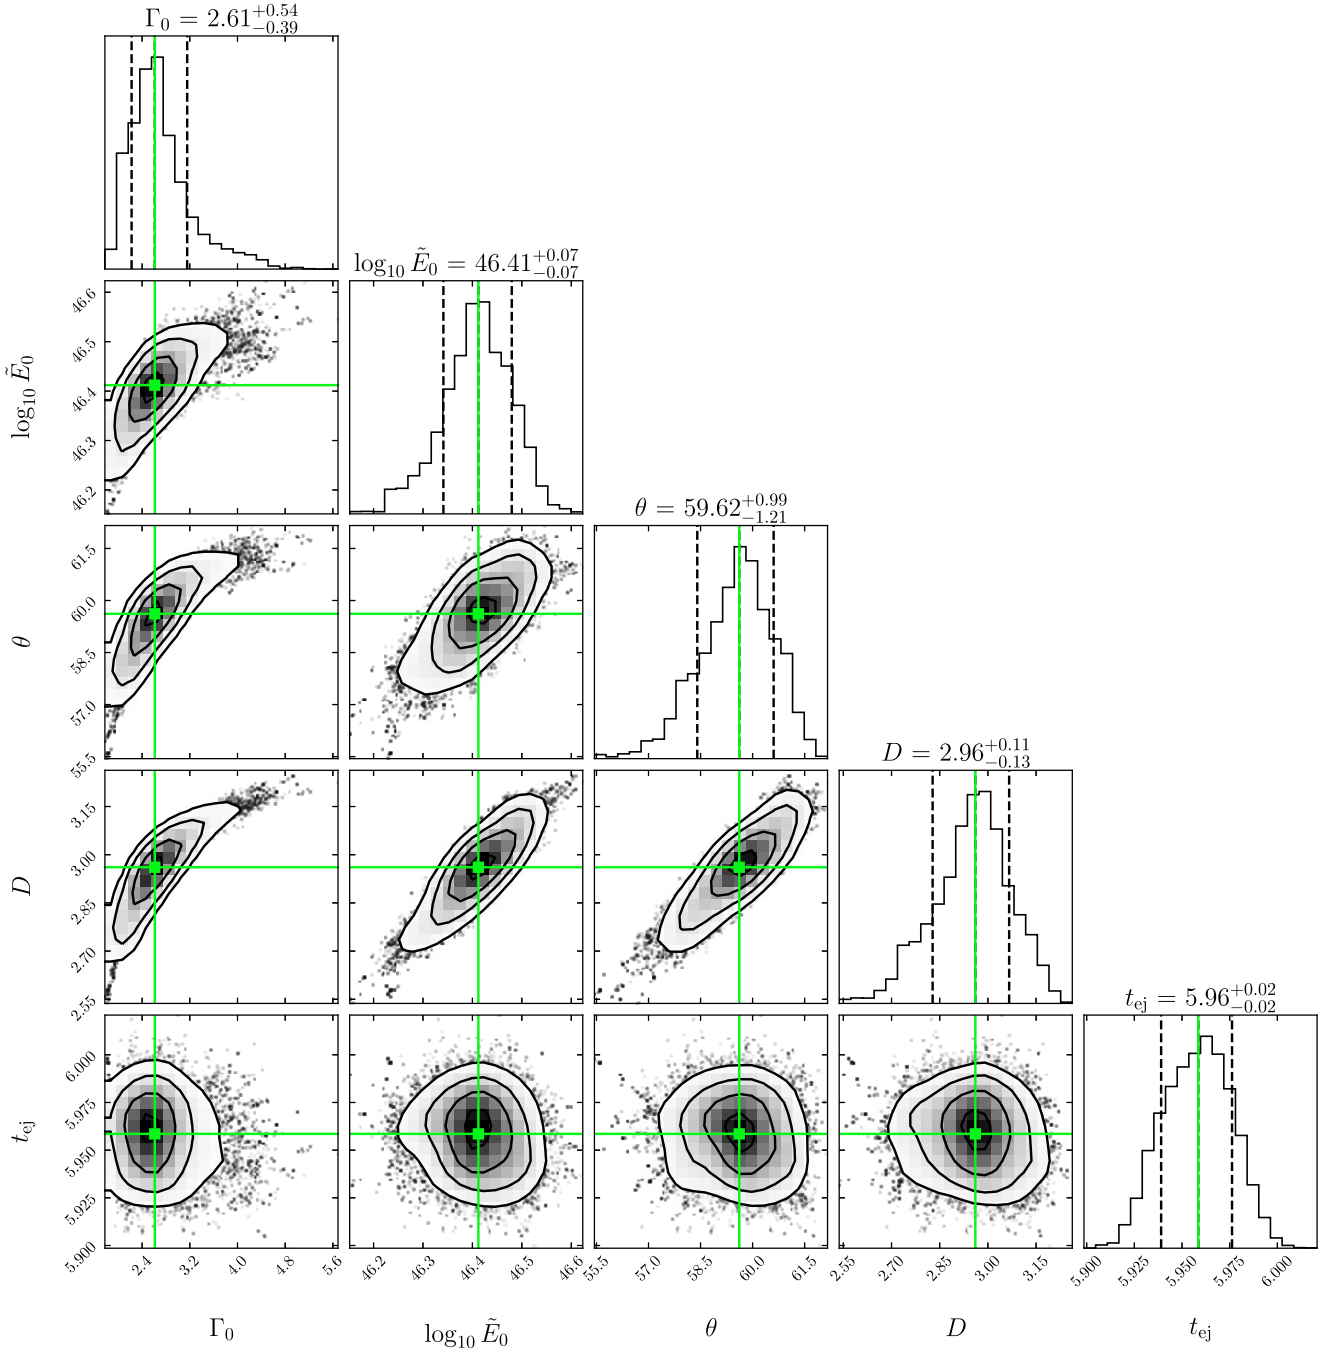 Γ₀ = 2.61⁺⁰·⁵⁴₋₀.₃₉
log₁₀ Ẽ₀ = 46.41⁺⁰·⁰⁷₋₀.₀₇
46.6
46.5
46.4
46.3
46.2
log₁₀ Ẽ₀
θ = 59.62⁺⁰·⁹⁹₋₁.₂₁
61.5
60.0
58.5
57.0
55.5
θ
D = 2.96⁺⁰·¹¹₋₀.₁₃
3.15
3.00
2.85
2.70
2.55
D
t_ej = 5.96⁺⁰·⁰²₋₀.₀₂
6.000
5.975
5.950
5.925
5.900
t_ej
2.4 3.2 4.0 4.8 5.6 46.2 46.3 46.4 46.5 46.6 55.5 57.0 58.5 60.0 61.5 2.55 2.70 2.85 3.00 3.15 5.900 5.925 5.950 5.975 6.000
Γ₀ log₁₀ Ẽ₀ θ D t_ej